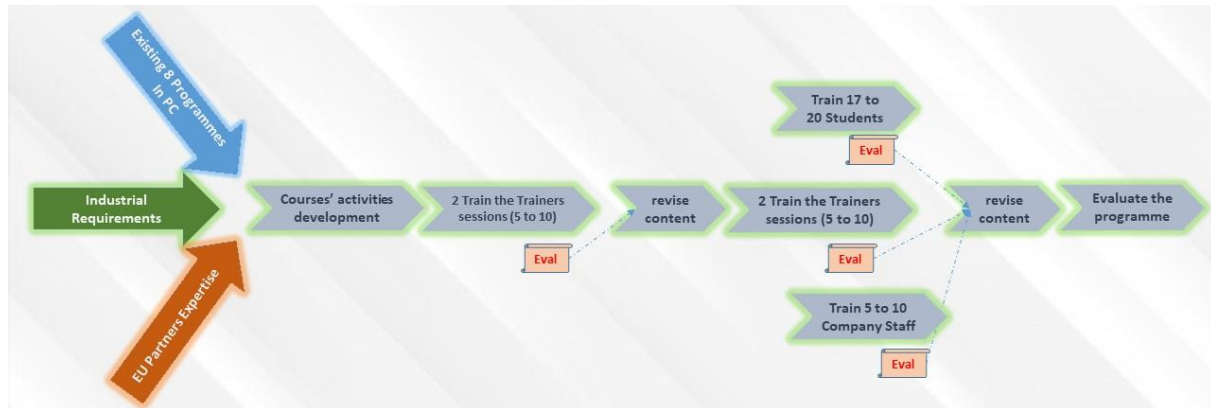 Existing 8 Programmes
In PC
Industrial
Requirements
EU Partners Expertise
Courses' activities
development
2 Train the Trainers
sessions (5 to 10)
Eval
revise
content
Train 17 to
20 Students
Eval
2 Train the Trainers
sessions (5 to 10)
Eval
Train 5 to 10
Company Staff
Eval
revise
content
Evaluate the
programme